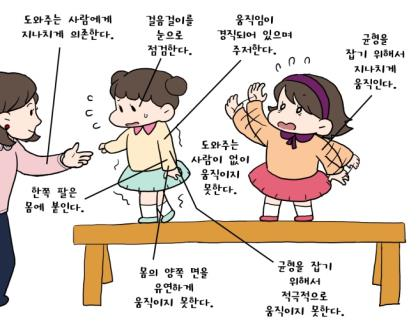 도와주는 사람에게
지나치게 의존한다.
걸음걸이를
눈으로
점검한다.
움직임이
경직되어 있으며
주저한다.
균형을
잡기 위해서
지나치게
움직인다.
도와주는
사람이 없이
움직이지
못한다.
한쪽 팔은
몸에 붙인다.
몸의 양쪽 면을
유연하게
움직이지 못한다.
균형을 잡기
위해서
적극적으로
움직이지 못한다.